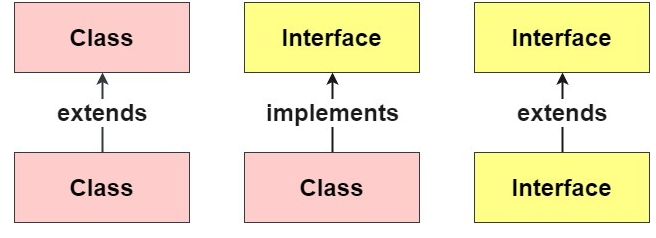 Class Interface Interface
extends implements extends
Class Class Interface